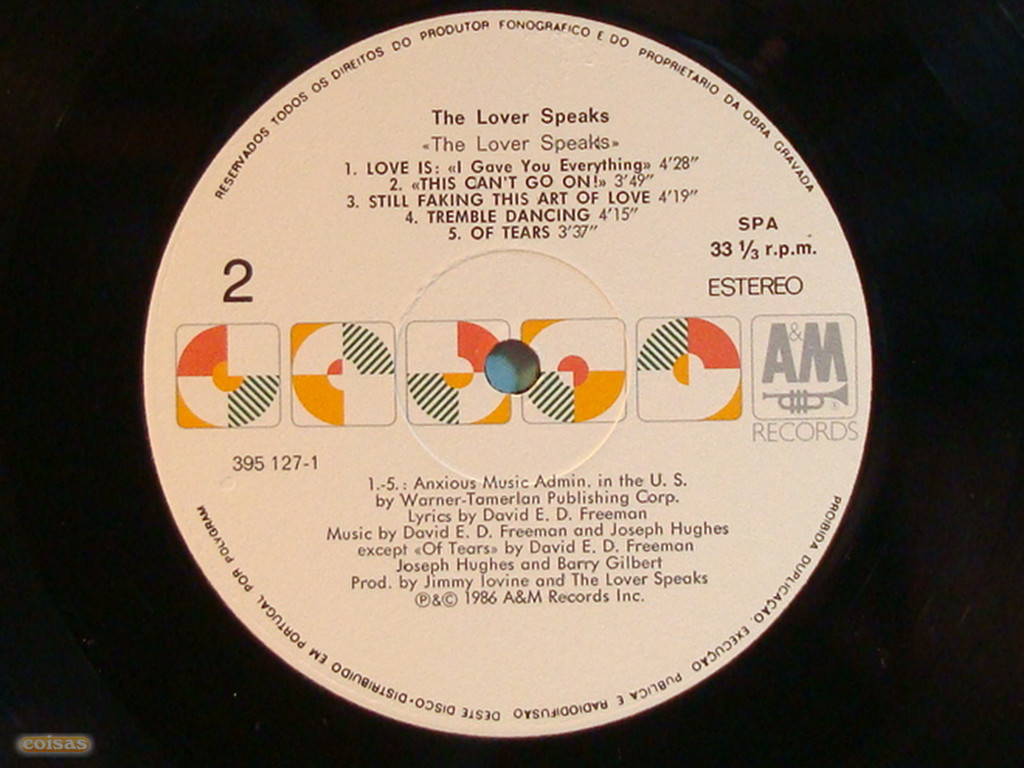 RESERVADOS TODOS OS DIREITOS DO PRODUTOR FONOGRAFICO E DO PROPRIETARIO DA OBRA GRAVADA
The Lover Speaks
«The Lover Speaks»
1. LOVE IS: «I Gave You Everything» 4'28"
2. «THIS CAN'T GO ON!» 3'49"
3. STILL FAKING THIS ART OF LOVE 4'19"
4. TREMBLE DANCING 4'15"
5. OF TEARS 3'37"
SPA
33 1/3 r.p.m.
2
ESTEREO
A&M
RECORDS
395 127-1
1.-5.: Anxious Music Admin. in the U. S.
by Warner-Tamerlan Publishing Corp.
Lyrics by David E. D. Freeman
Music by David E. D. Freeman and Joseph Hughes
except «Of Tears» by David E. D. Freeman
Joseph Hughes and Barry Gilbert
Prod. by Jimmy Iovine and The Lover Speaks
℗&© 1986 A&M Records Inc.
PROIBIDA DUPLICAÇAO, EXECUÇAO PUBLICA E RADIODIFUSAO DESTE DISCO·DISTRIBUIDO EM PORTUGAL POR POLYGRAM
coisas